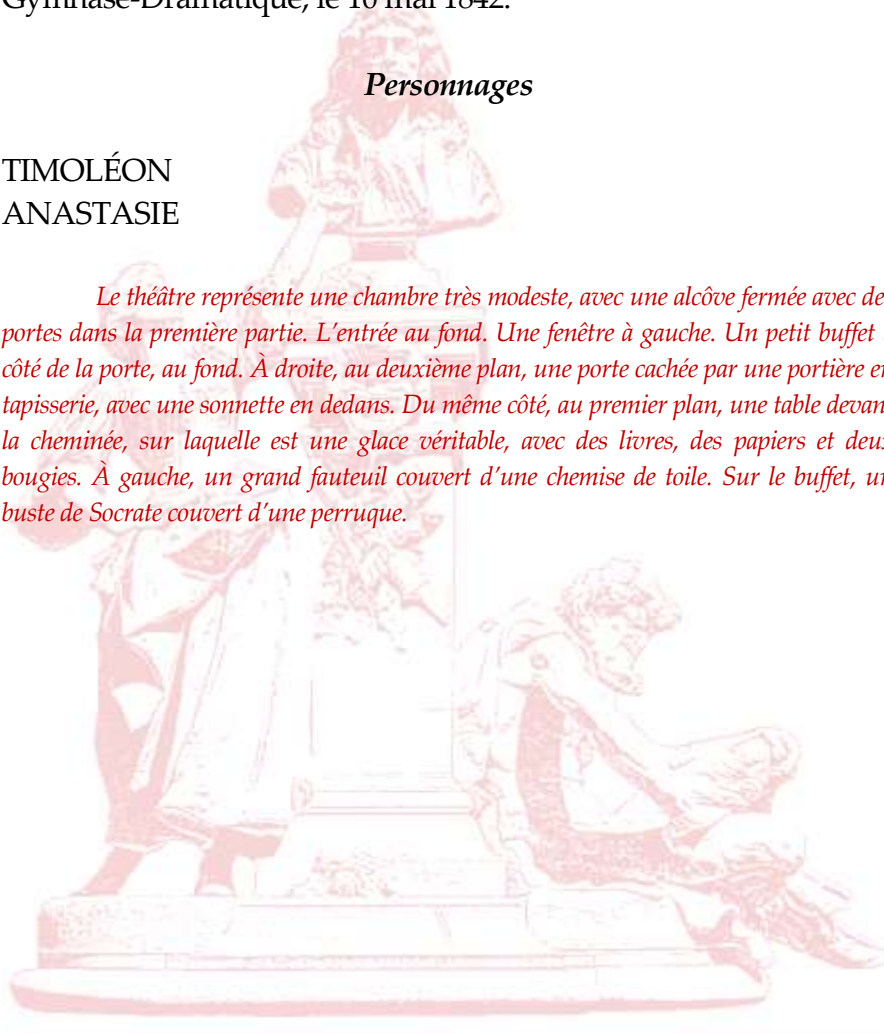 Gymnase-Dramatique, le 10 mai 1842.
Personnages
TIMOLÉON
ANASTASIE
Le théâtre représente une chambre très modeste, avec une alcôve fermée avec de
portes dans la première partie. L'entrée au fond. Une fenêtre à gauche. Un petit buffet
côté de la porte, au fond. À droite, au deuxième plan, une porte cachée par une portière en
tapisserie, avec une sonnette en dedans. Du même côté, au premier plan, une table devan
la cheminée, sur laquelle est une glace véritable, avec des livres, des papiers et deux
bougies. À gauche, un grand fauteuil couvert d'une chemise de toile. Sur le buffet, un
buste de Socrate couvert d'une perruque.